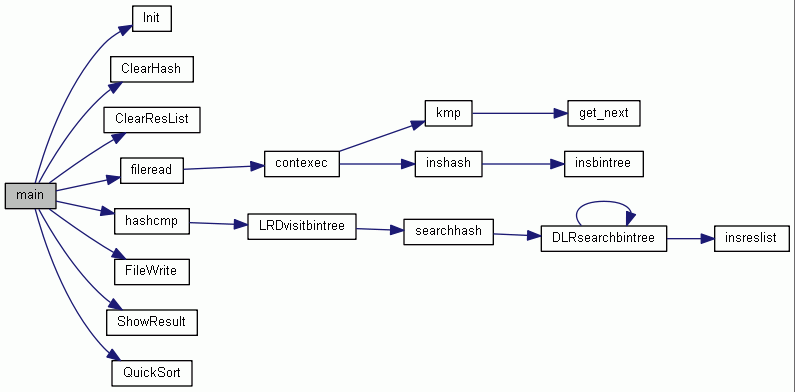 Init
ClearHash
ClearResList
kmp
get_next
fileread
contexec
inshash
insbintree
main
hashcmp
LRDvisitbintree
searchhash
DLRsearchbintree
insreslist
FileWrite
ShowResult
QuickSort